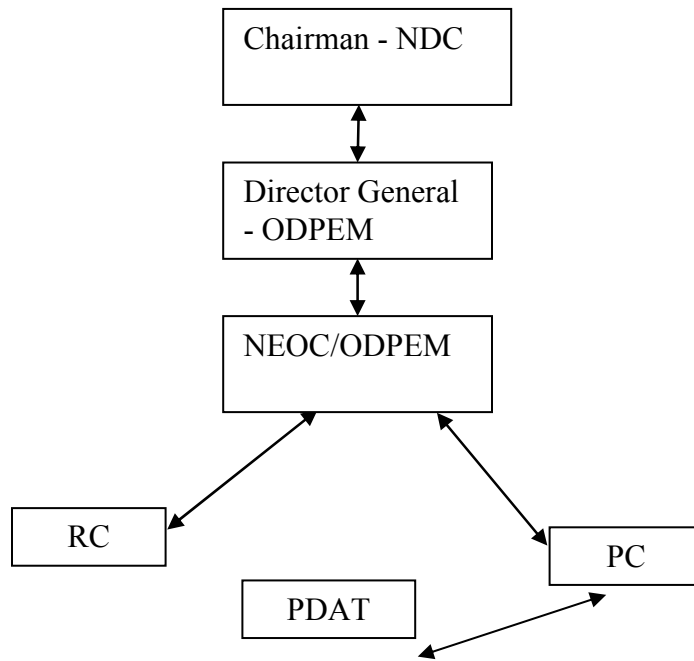 Chairman - NDC
Director General
- ODPEM
NEOC/ODPEM
RC
PC
PDAT